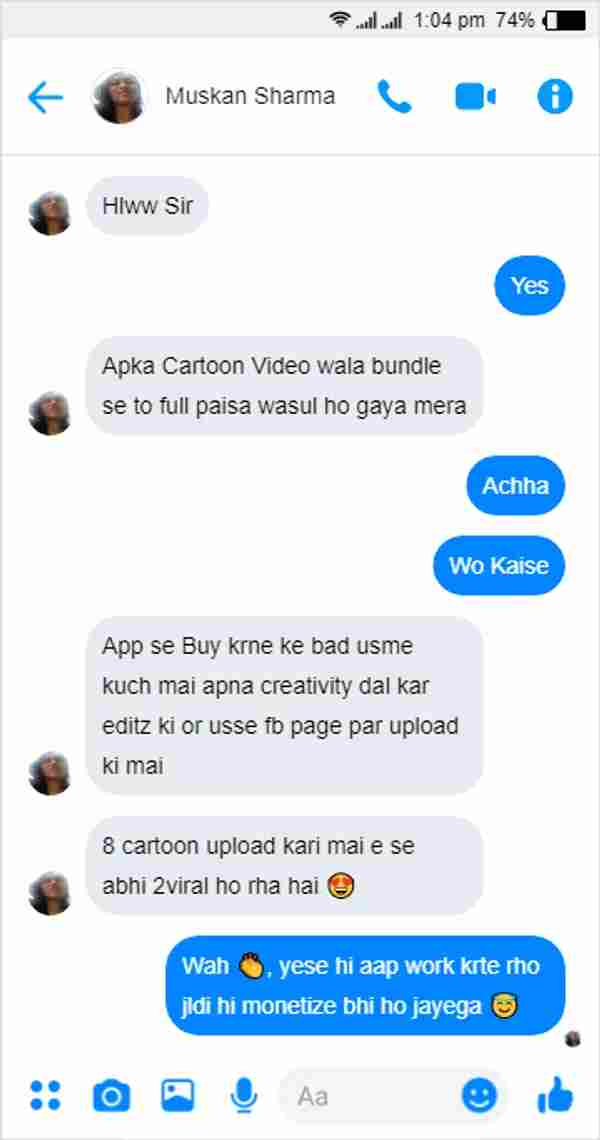 1:04 pm 74%
Muskan Sharma
Hlww Sir
Yes
Apka Cartoon Video wala bundle
se to full paisa wasul ho gaya mera
Achha
Wo Kaise
App se Buy krne ke bad usme
kuch mai apna creativity dal kar
editz ki or usse fb page par upload
ki mai
8 cartoon upload kari mai e se
abhi 2viral ho rha hai 😍
Wah 👏, yese hi aap work krte rho
jldi hi monetize bhi ho jayega 😇
Aa